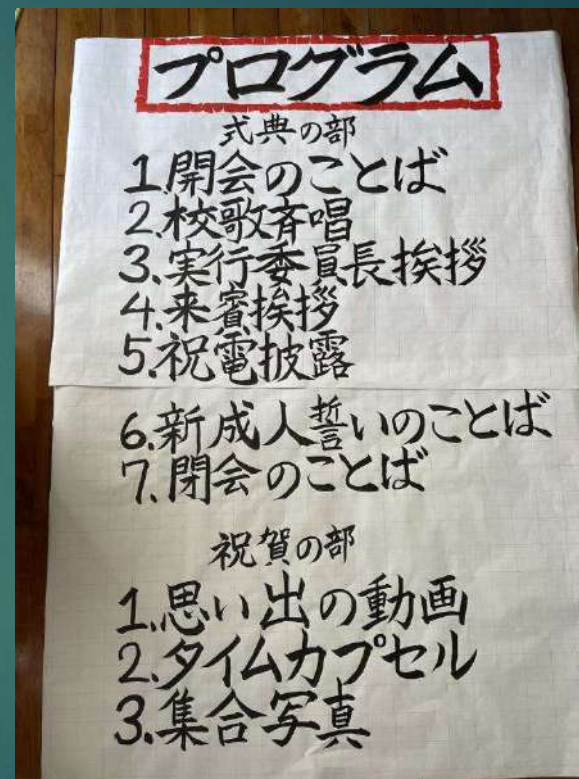 プログラム
式典の部
1.開会のことば
2.校歌斉唱
3.実行委員長挨拶
4.来賓挨拶
5.祝電披露
6.新成人誓いのことば
7.閉会のことば
祝賀の部
1.思い出の動画
2.タイムカプセル
3.集合写真